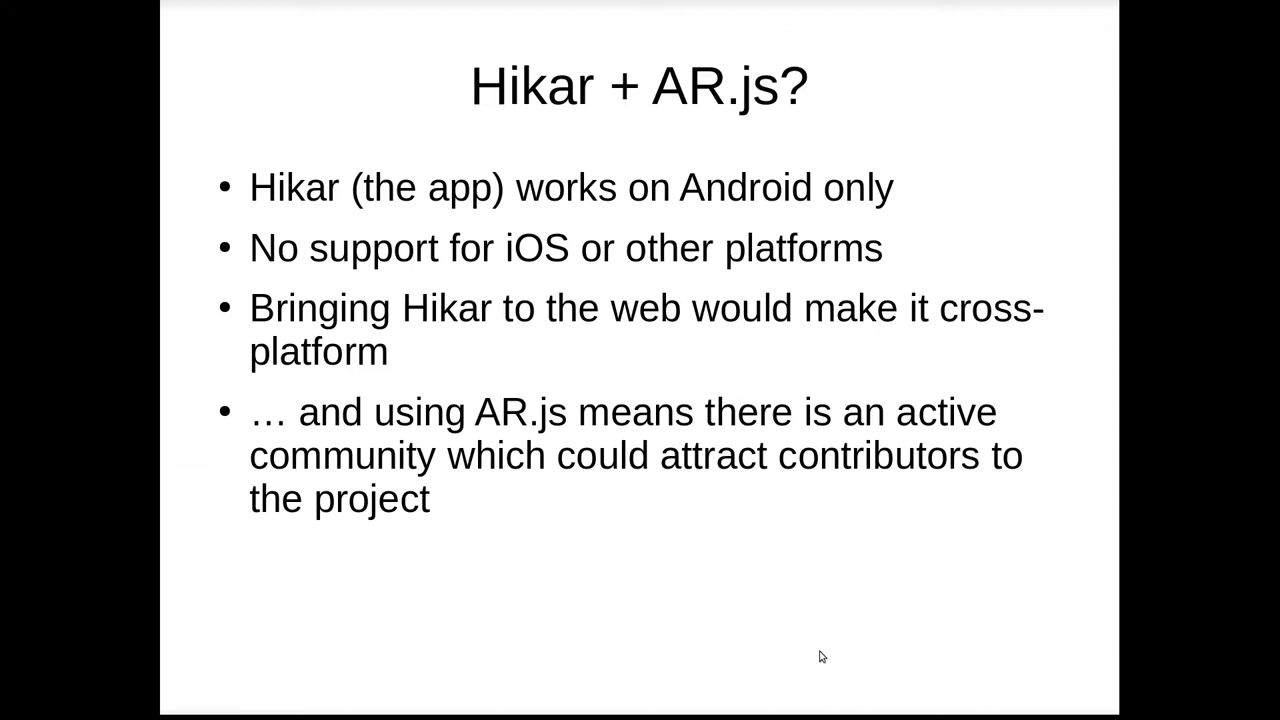 Hikar + AR.js?
• Hikar (the app) works on Android only
• No support for iOS or other platforms
• Bringing Hikar to the web would make it cross-
platform
• … and using AR.js means there is an active
community which could attract contributors to
the project